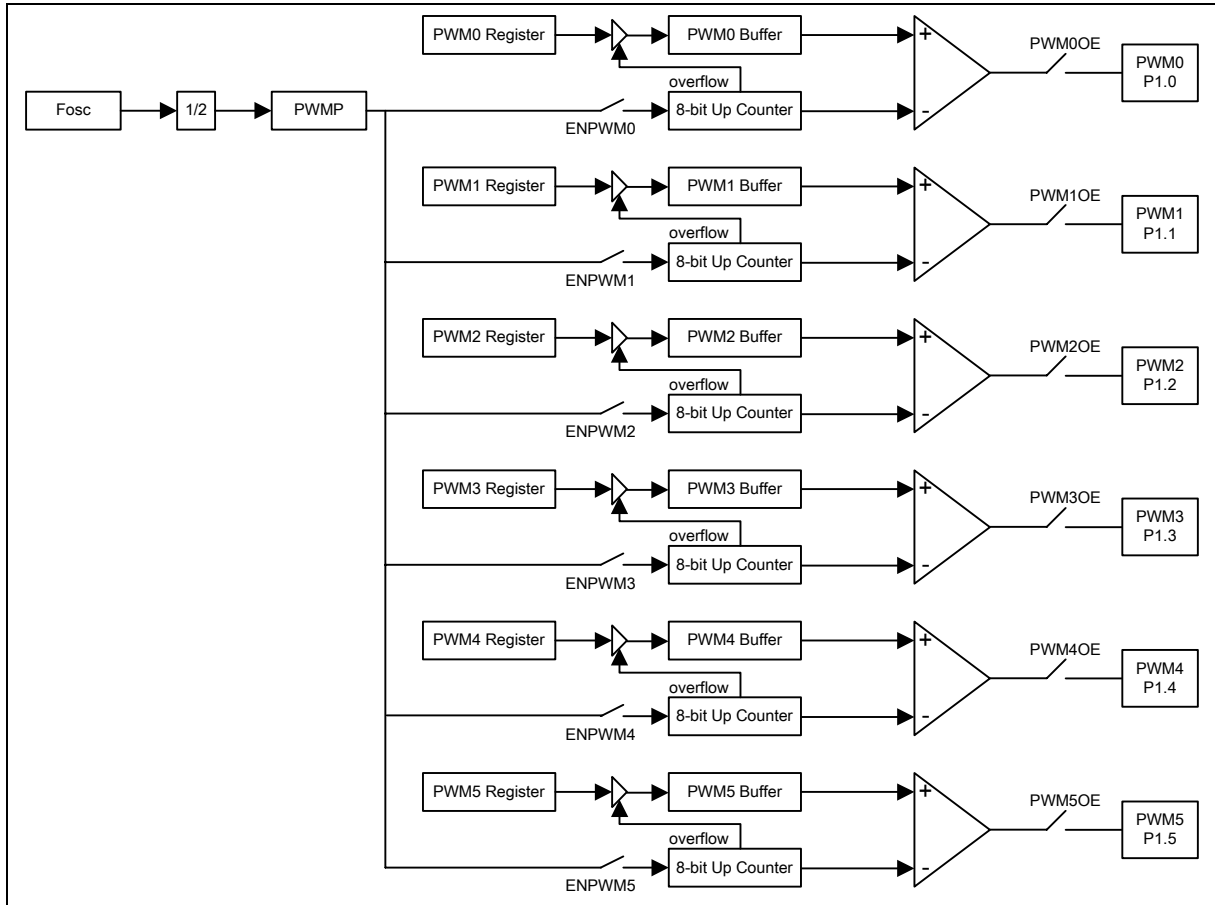 PWM0 Register
PWM0 Buffer
+
PWM0OE
PWM0
P1.0
overflow
Fosc
1/2
PWMP
ENPWM0
8-bit Up Counter
-
PWM1 Register
PWM1 Buffer
+
PWM1OE
PWM1
P1.1
overflow
ENPWM1
8-bit Up Counter
-
PWM2 Register
PWM2 Buffer
+
PWM2OE
PWM2
P1.2
overflow
ENPWM2
8-bit Up Counter
-
PWM3 Register
PWM3 Buffer
+
PWM3OE
PWM3
P1.3
overflow
ENPWM3
8-bit Up Counter
-
PWM4 Register
PWM4 Buffer
+
PWM4OE
PWM4
P1.4
overflow
ENPWM4
8-bit Up Counter
-
PWM5 Register
PWM5 Buffer
+
PWM5OE
PWM5
P1.5
overflow
ENPWM5
8-bit Up Counter
-